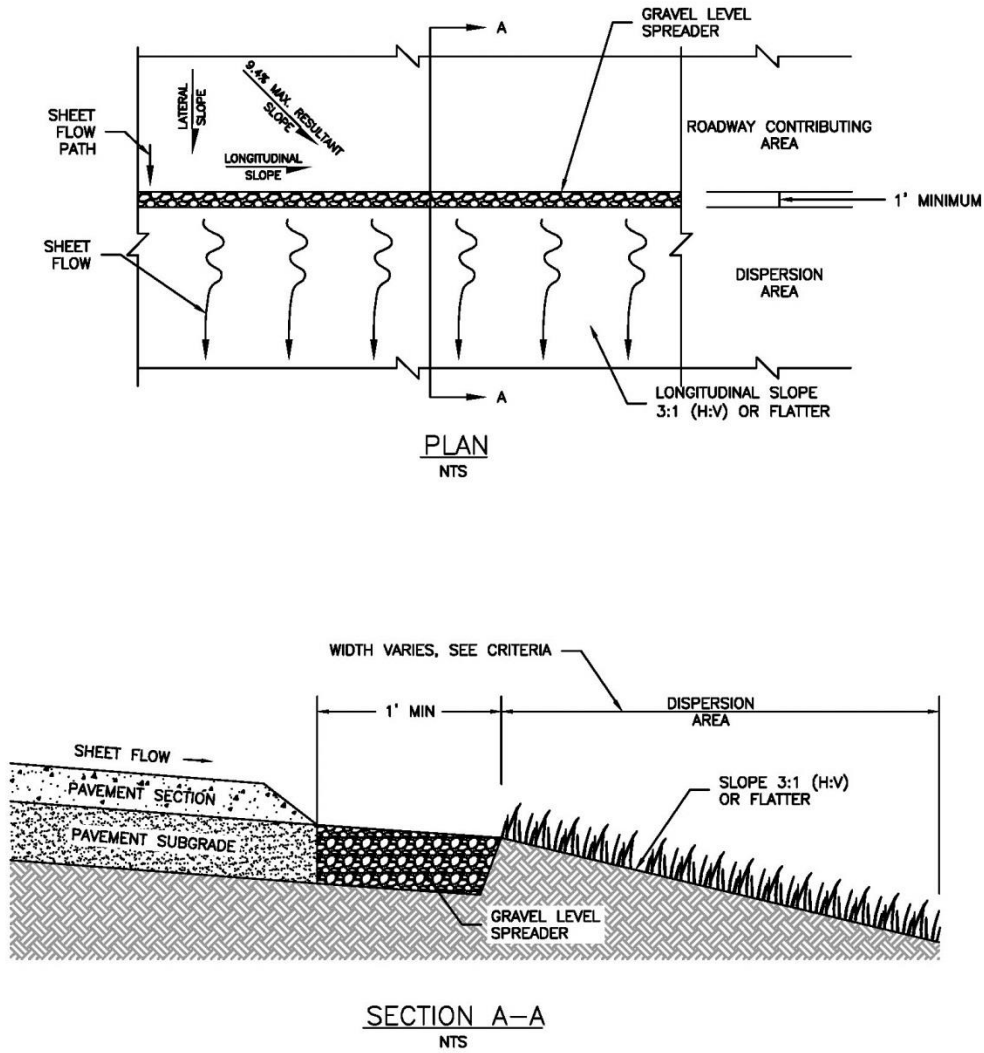 A
GRAVEL LEVEL
SPREADER
LATERAL
SLOPE
9.4% MAX. RESULTANT
SLOPE
SHEET
FLOW
PATH
LONGITUDINAL
SLOPE
ROADWAY CONTRIBUTING
AREA
1' MINIMUM
SHEET
FLOW
DISPERSION
AREA
A
LONGITUDINAL SLOPE
3:1 (H:V) OR FLATTER
PLAN
NTS
WIDTH VARIES, SEE CRITERIA
1' MIN
DISPERSION
AREA
SHEET FLOW
PAVEMENT SECTION
SLOPE 3:1 (H:V)
OR FLATTER
PAVEMENT SUBGRADE
GRAVEL LEVEL
SPREADER
SECTION A-A
NTS